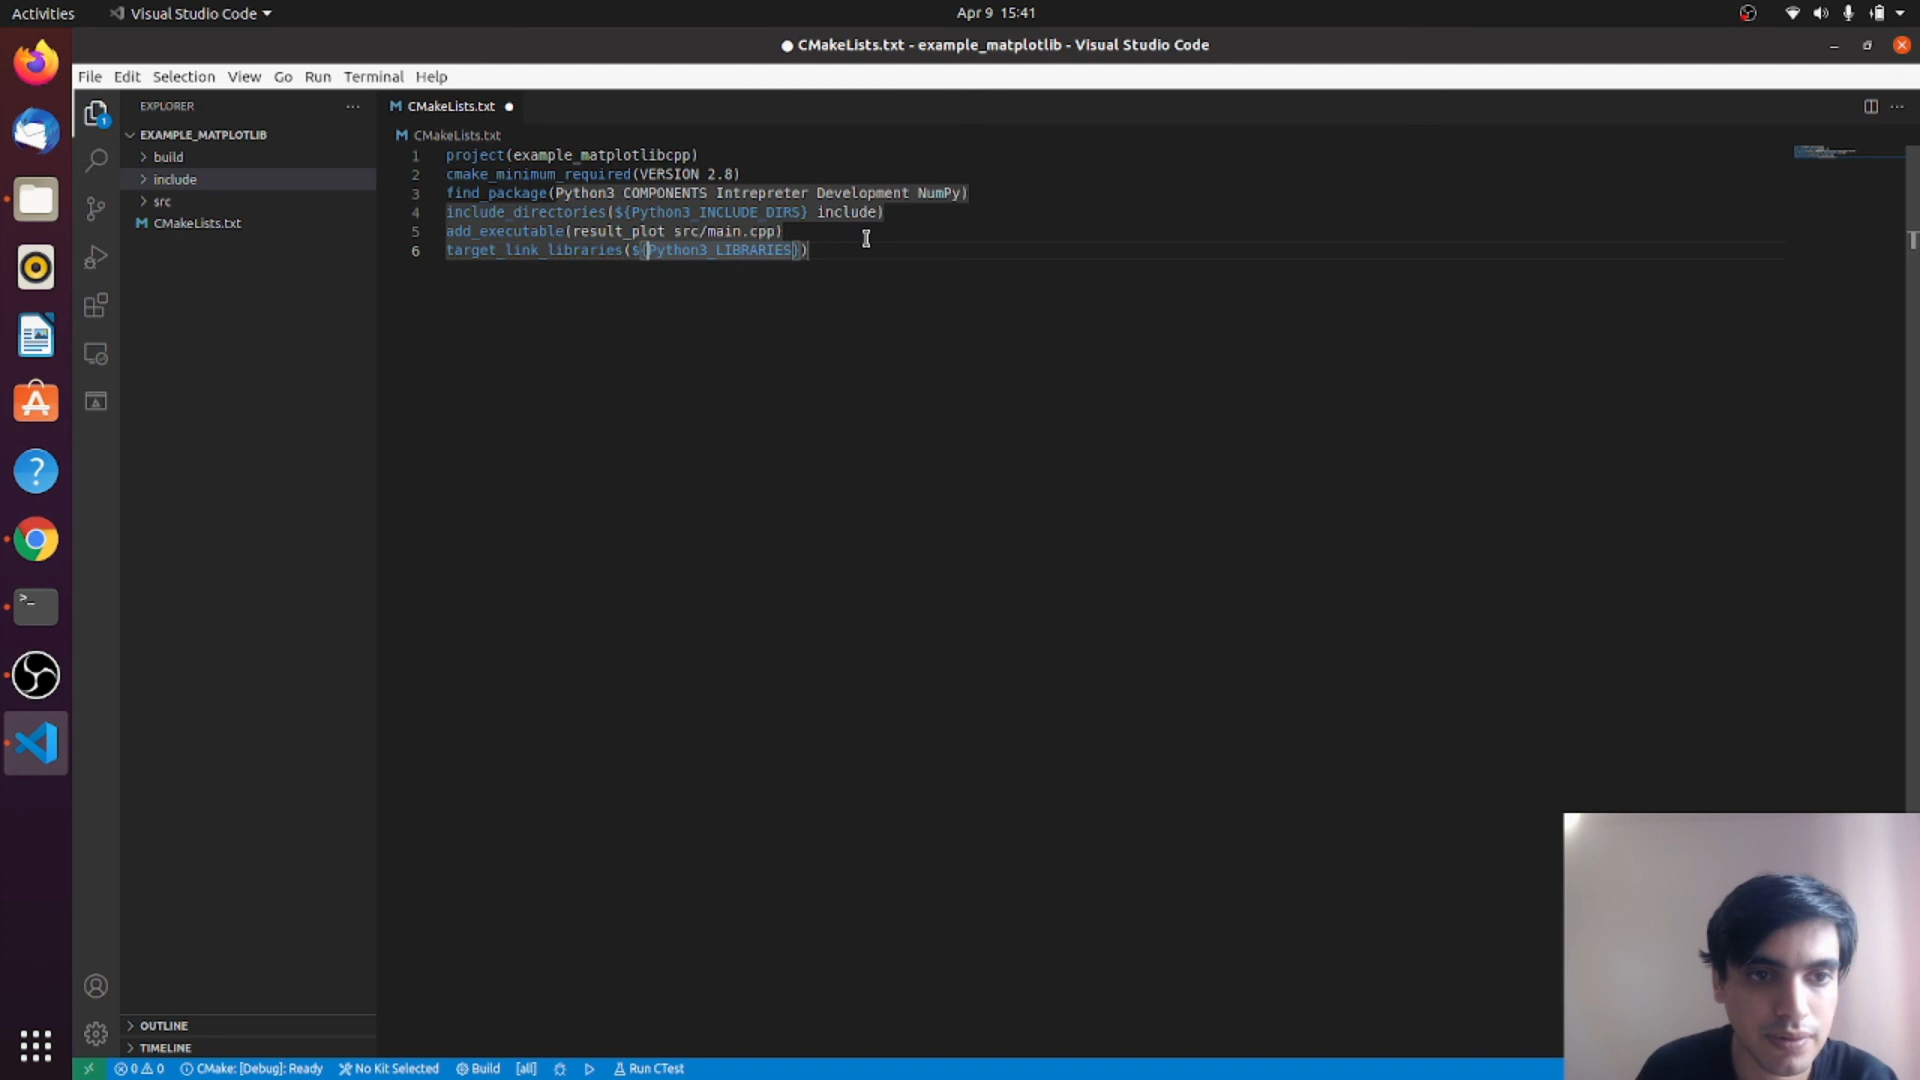 Activities
Visual Studio Code
Apr 9 15:41
CMakeLists.txt - example_matplotlib - Visual Studio Code
File Edit Selection View Go Run Terminal Help
EXPLORER
EXAMPLE_MATPLOTLIB
build
include
src
CMakeLists.txt
1
CMakeLists.txt
CMakeLists.txt
1 project(example_matplotlibcpp)
2 cmake_minimum_required(VERSION 2.8)
3 find_package(Python3 COMPONENTS Intrepreter Development NumPy)
4 include_directories(${Python3_INCLUDE_DIRS} include)
5 add_executable(result_plot src/main.cpp)
6 target_link_libraries(${Python3_LIBRARIES})
OUTLINE
TIMELINE
0 0 CMake: [Debug]: Ready No Kit Selected Build [all] Run CTest